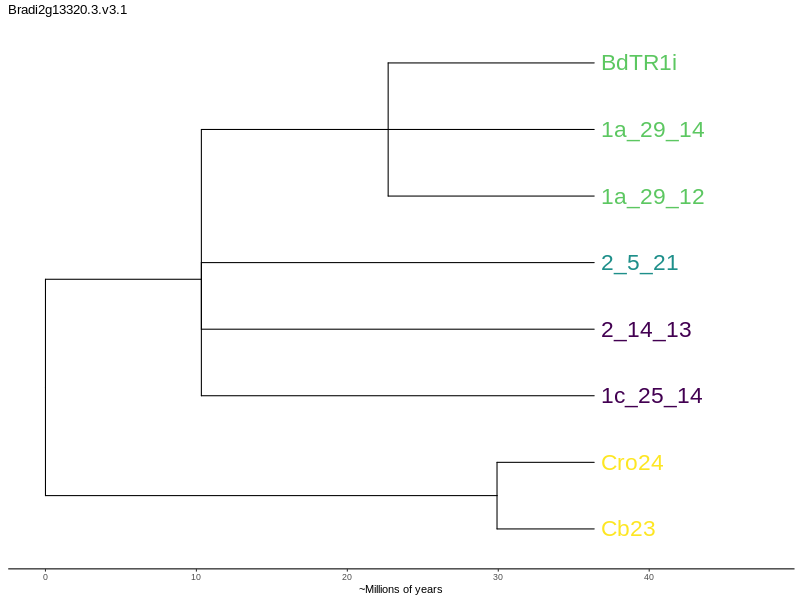 Bradi2g13320.3.v3.1
BdTR1i
1a_29_14
1a_29_12
2_5_21
2_14_13
1c_25_14
Cro24
Cb23
0 10 20 30 40
~Millions of years